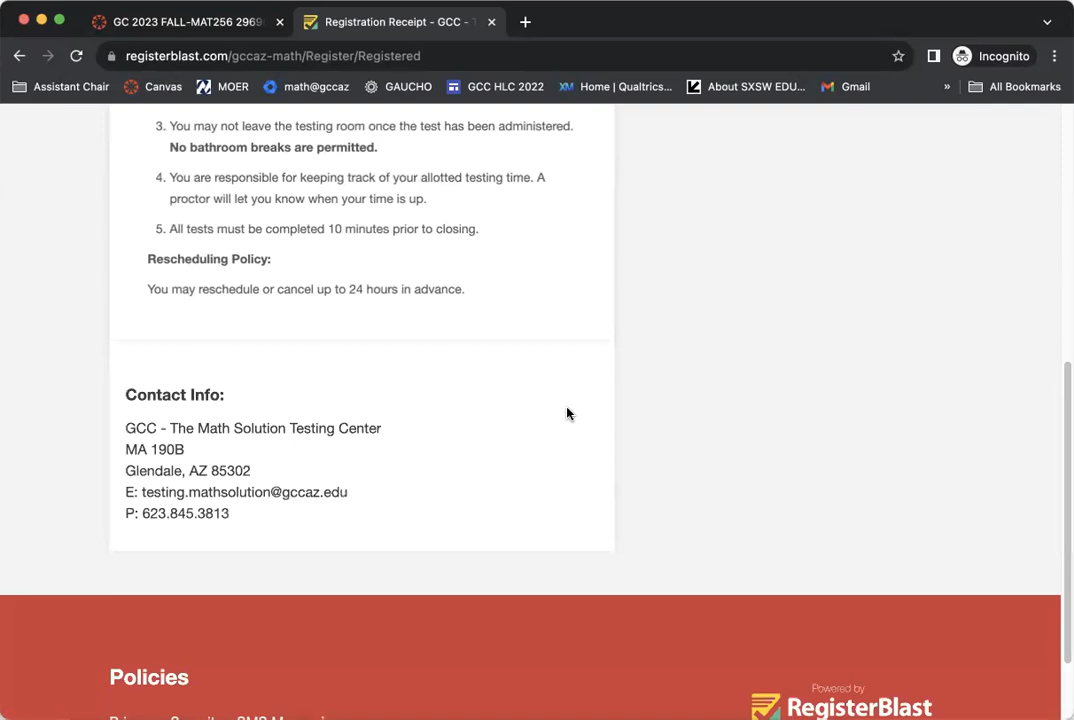 GC 2023 FALL-MAT256 2969
Registration Receipt - GCC -
registerblast.com/gccaz-math/Register/Registered
Incognito
Assistant Chair
Canvas
MOER
math@gccaz
GAUCHO
GCC HLC 2022
XM Home | Qualtrics...
About SXSW EDU...
Gmail
»
All Bookmarks
3. You may not leave the testing room once the test has been administered.
No bathroom breaks are permitted.
4. You are responsible for keeping track of your allotted testing time. A
proctor will let you know when your time is up.
5. All tests must be completed 10 minutes prior to closing.
Rescheduling Policy:
You may reschedule or cancel up to 24 hours in advance.
Contact Info:
GCC - The Math Solution Testing Center
MA 190B
Glendale, AZ 85302
E: testing.mathsolution@gccaz.edu
P: 623.845.3813
Policies
Powered by
RegisterBlast